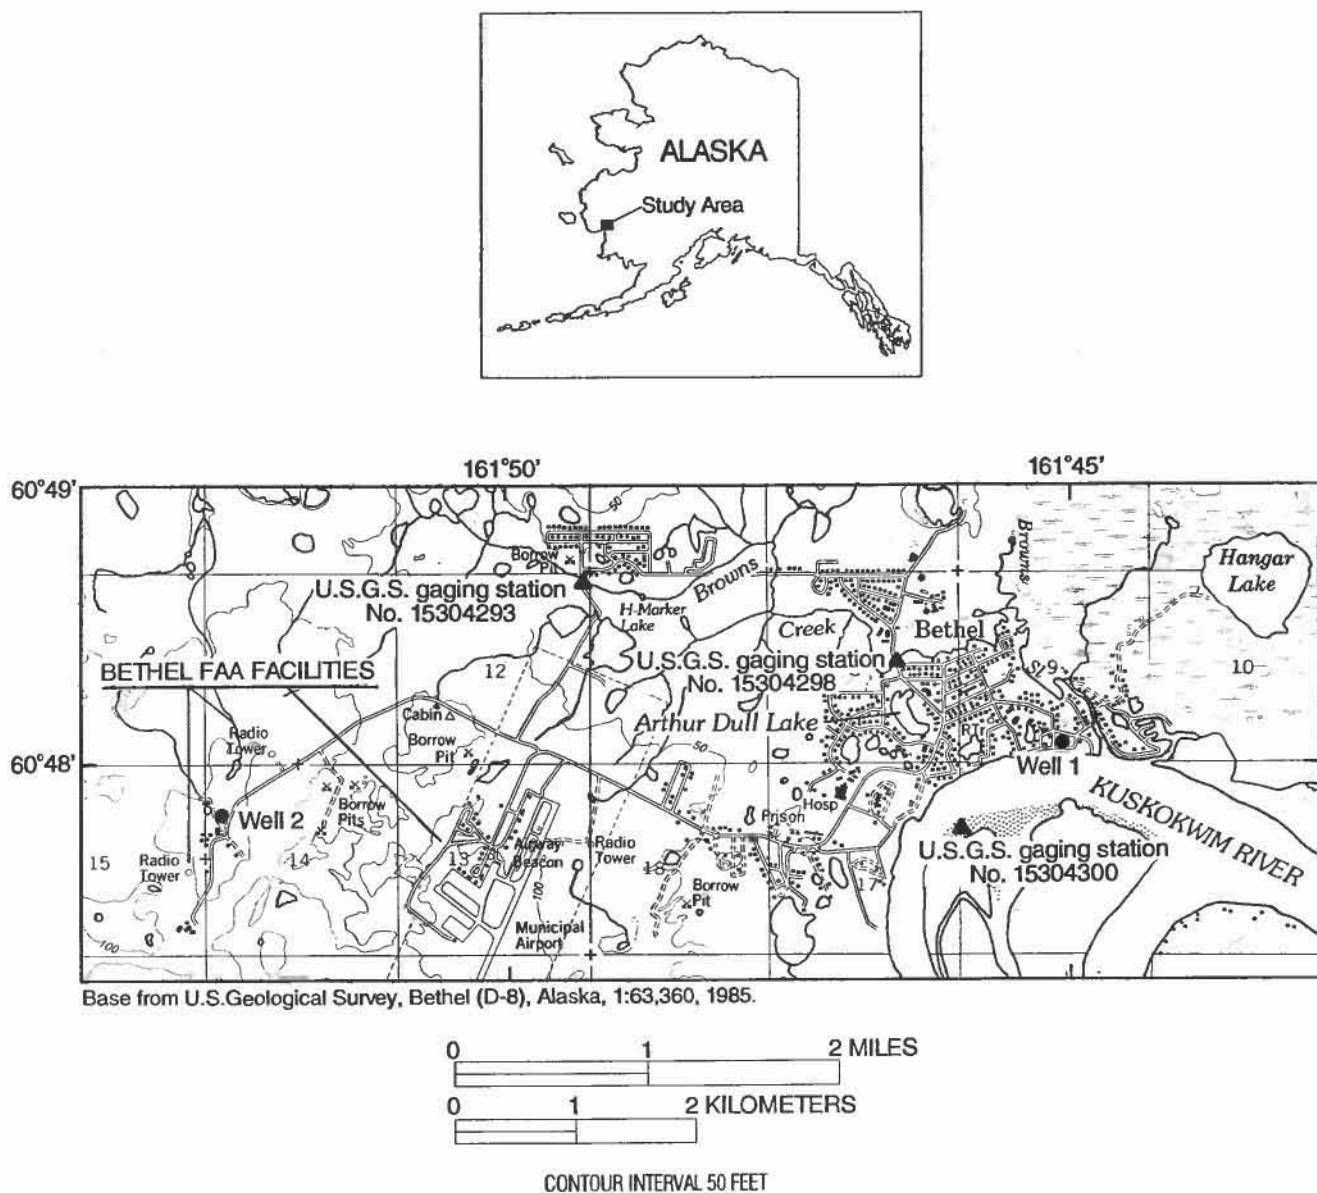 ALASKA
Study Area
161°50'
161°45'
60°49'
50
Borrow
Pit
Browns
Hangar
Lake
U.S.G.S. gaging station
No. 15304293
H-Marker
Lake
Browns
Creek
Bethel
12
U.S.G.S. gaging station
No. 15304298
10
9
BETHEL FAA FACILITIES
Cabin
Arthur Dull Lake
Radio
Tower
Borrow
Pit
50
60°48'
Well 1
KUSKOKWIM RIVER
Borrow
Pits
Hosp
Well 2
Prison
15
14
13
Airway
Beacon
Radio
Tower
Radio
Tower
18
17
U.S.G.S. gaging station
No. 15304300
Borrow
Pit
100
100
Municipal
Airport
Base from U.S.Geological Survey, Bethel (D-8), Alaska, 1:63,360, 1985.
0 1 2 MILES
0 1 2 KILOMETERS
CONTOUR INTERVAL 50 FEET